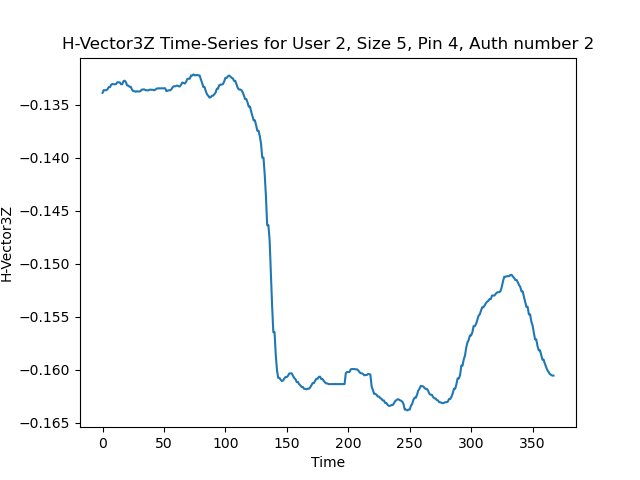 H-Vector3Z Time-Series for User 2, Size 5, Pin 4, Auth number 2
H-Vector3Z
−0.135
−0.140
−0.145
−0.150
−0.155
−0.160
−0.165
0 50 100 150 200 250 300 350
Time